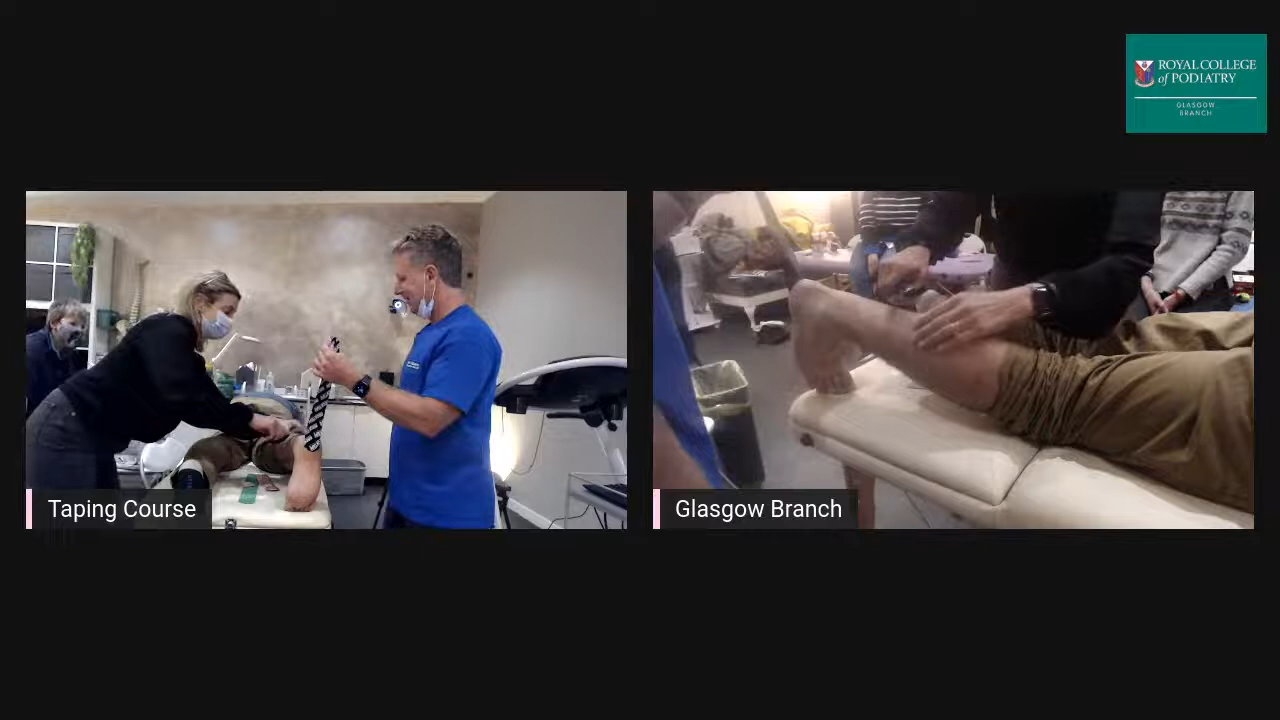 ROYAL COLLEGE
of PODIATRY
GLASGOW
BRANCH
Taping Course
Glasgow Branch